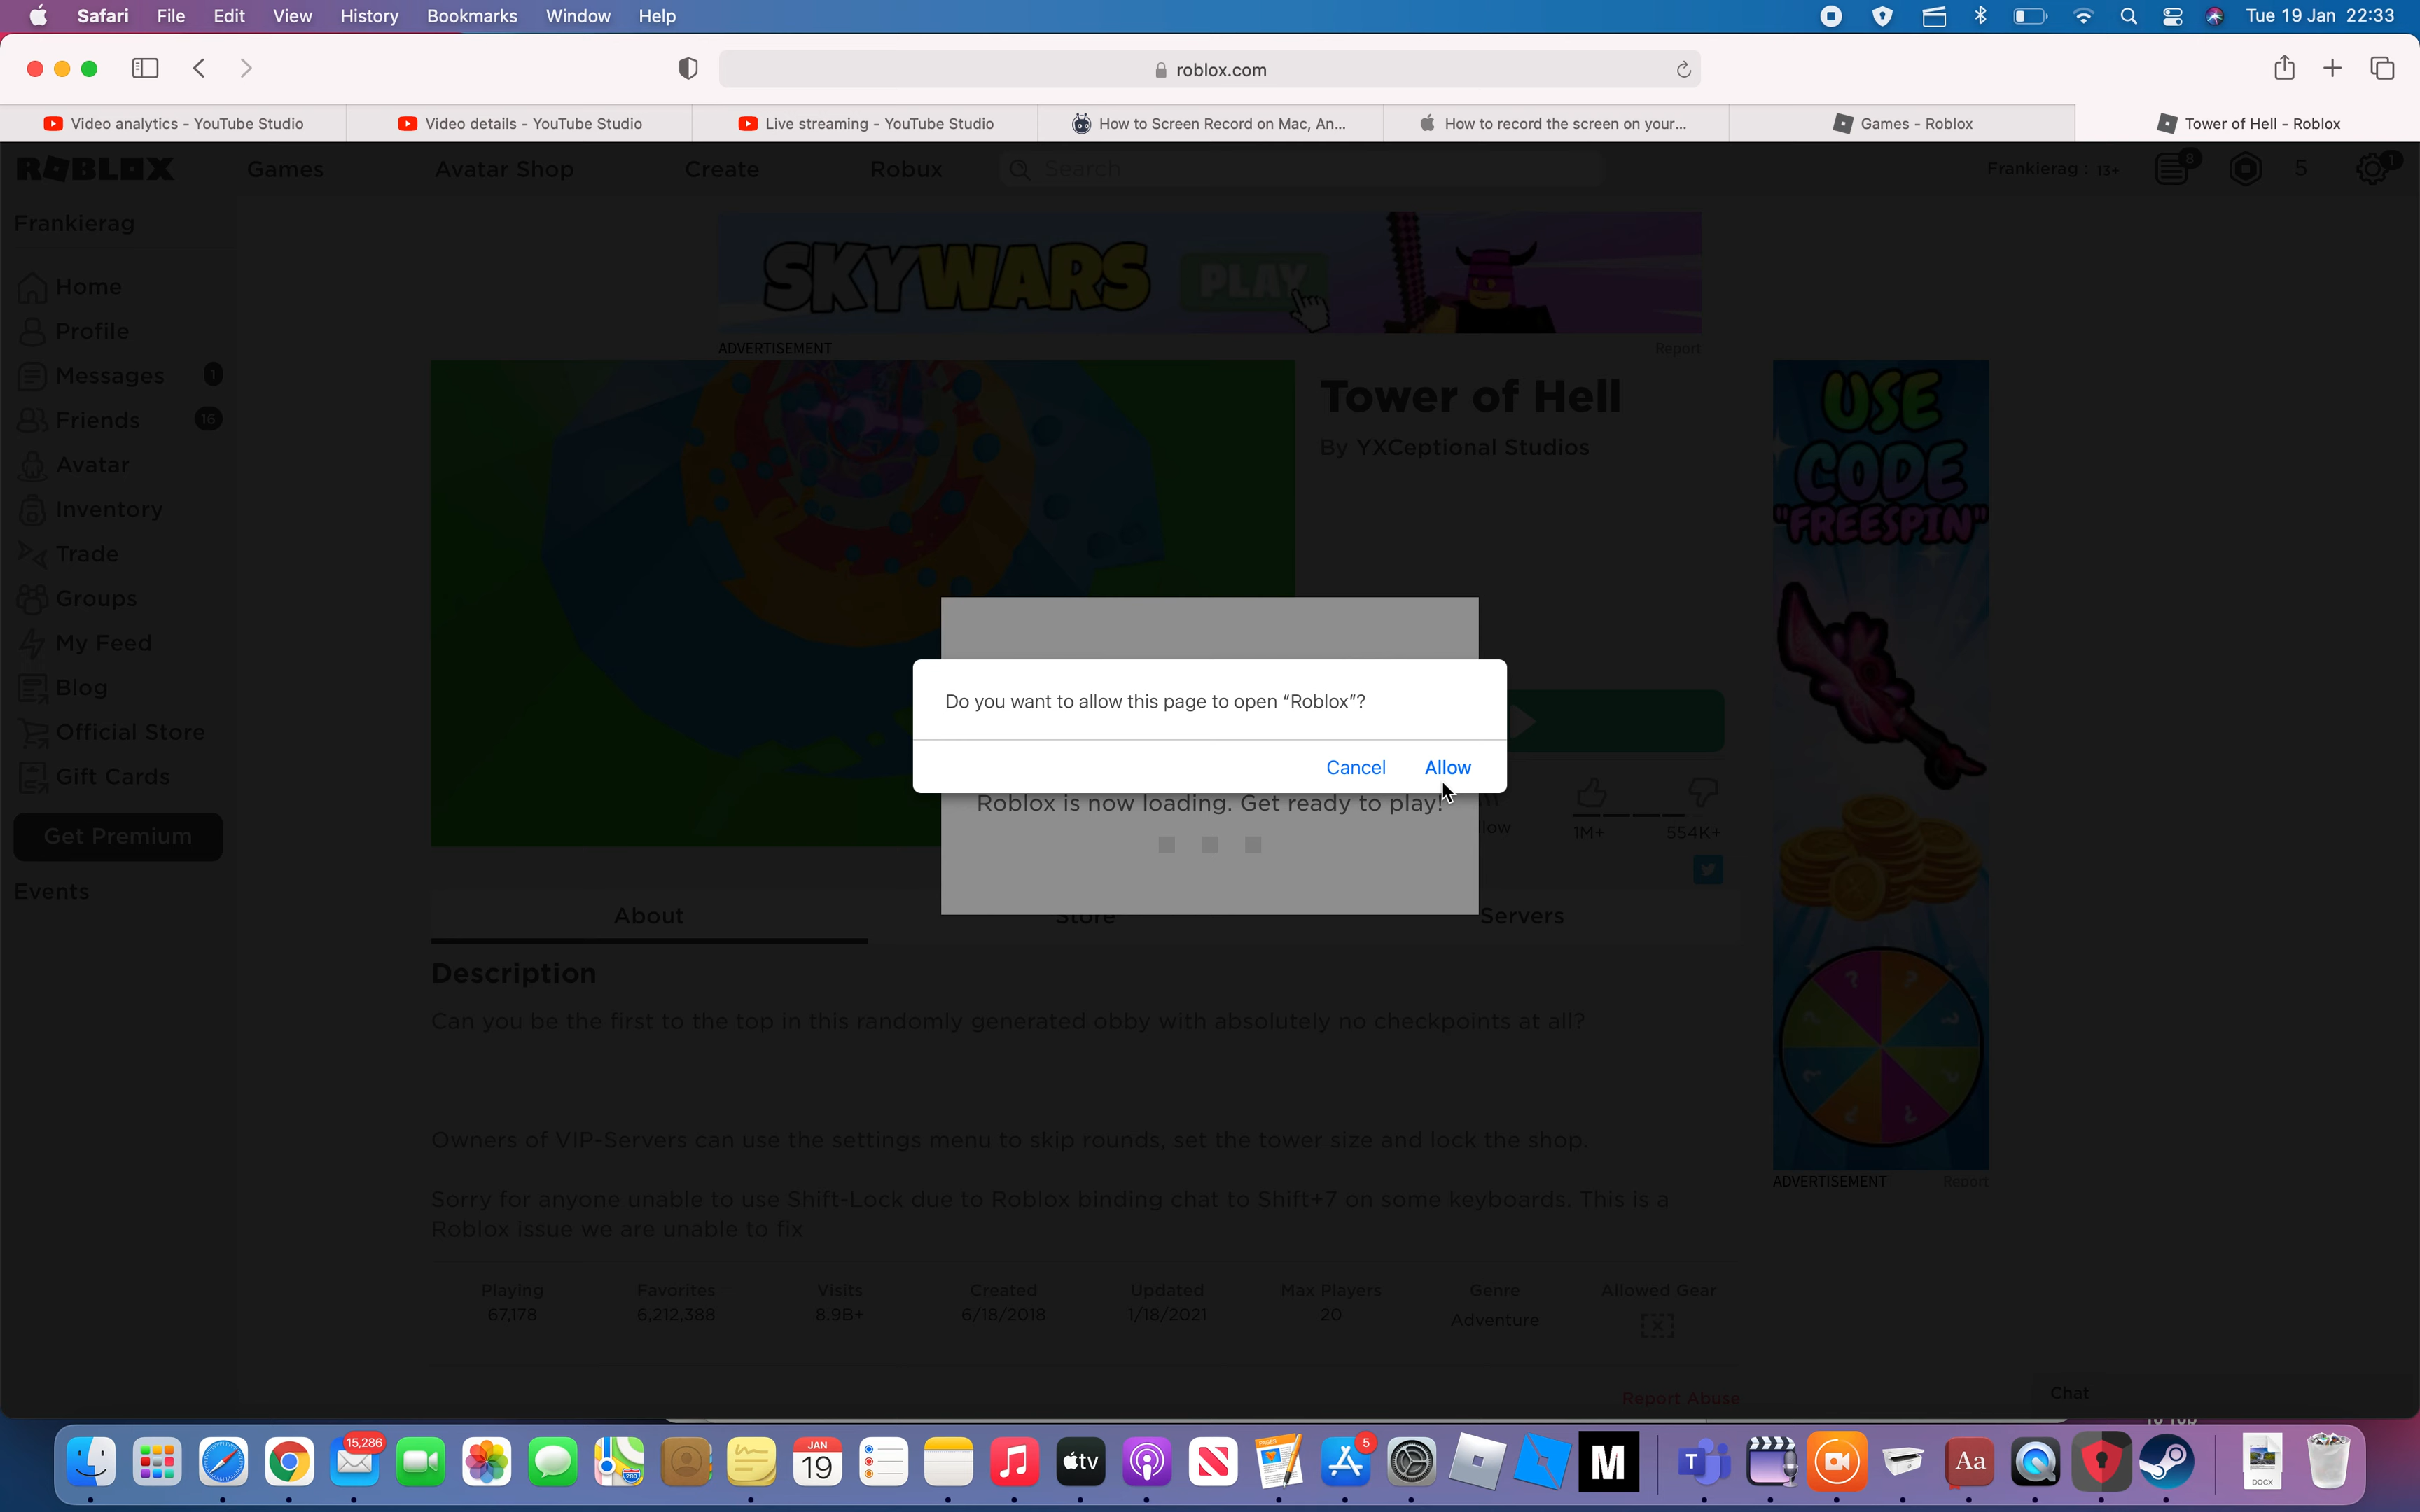 Safari File Edit View History Bookmarks Window Help Tue 19 Jan 22:33
roblox.com
Video analytics - YouTube Studio Video details - YouTube Studio Live streaming - YouTube Studio How to Screen Record on Mac, An... How to record the screen on your... Games - Roblox Tower of Hell - Roblox
ROBLOX Games Avatar Shop Create Robux Search Frankierag : 13+ 8 5 1
Frankierag
Home
Profile
Messages 1
Friends 16
Avatar
Inventory
Trade
Groups
My Feed
Blog
Official Store
Gift Cards
Get Premium
Events
SKYWARS PLAY
ADVERTISEMENT Report
Tower of Hell
By YXCeptional Studios
USE
CODE
"FREESPIN"
Do you want to allow this page to open “Roblox”?
Cancel Allow
Roblox is now loading. Get ready to play!
1M+ 554K+
About Store Servers
Description
Can you be the first to the top in this randomly generated obby with absolutely no checkpoints at all?
Owners of VIP-Servers can use the settings menu to skip rounds, set the tower size and lock the shop.
Sorry for anyone unable to use Shift-Lock due to Roblox binding chat to Shift+7 on some keyboards. This is a
Roblox issue we are unable to fix
ADVERTISEMENT Report
Playing Favorites Visits Created Updated Max Players Genre Allowed Gear
67,178 6,212,388 8.9B+ 6/18/2018 1/18/2021 20 Adventure
Report Abuse
Chat
15,286 JAN 19 280 tv PAGES 5 M T Aa DOCX